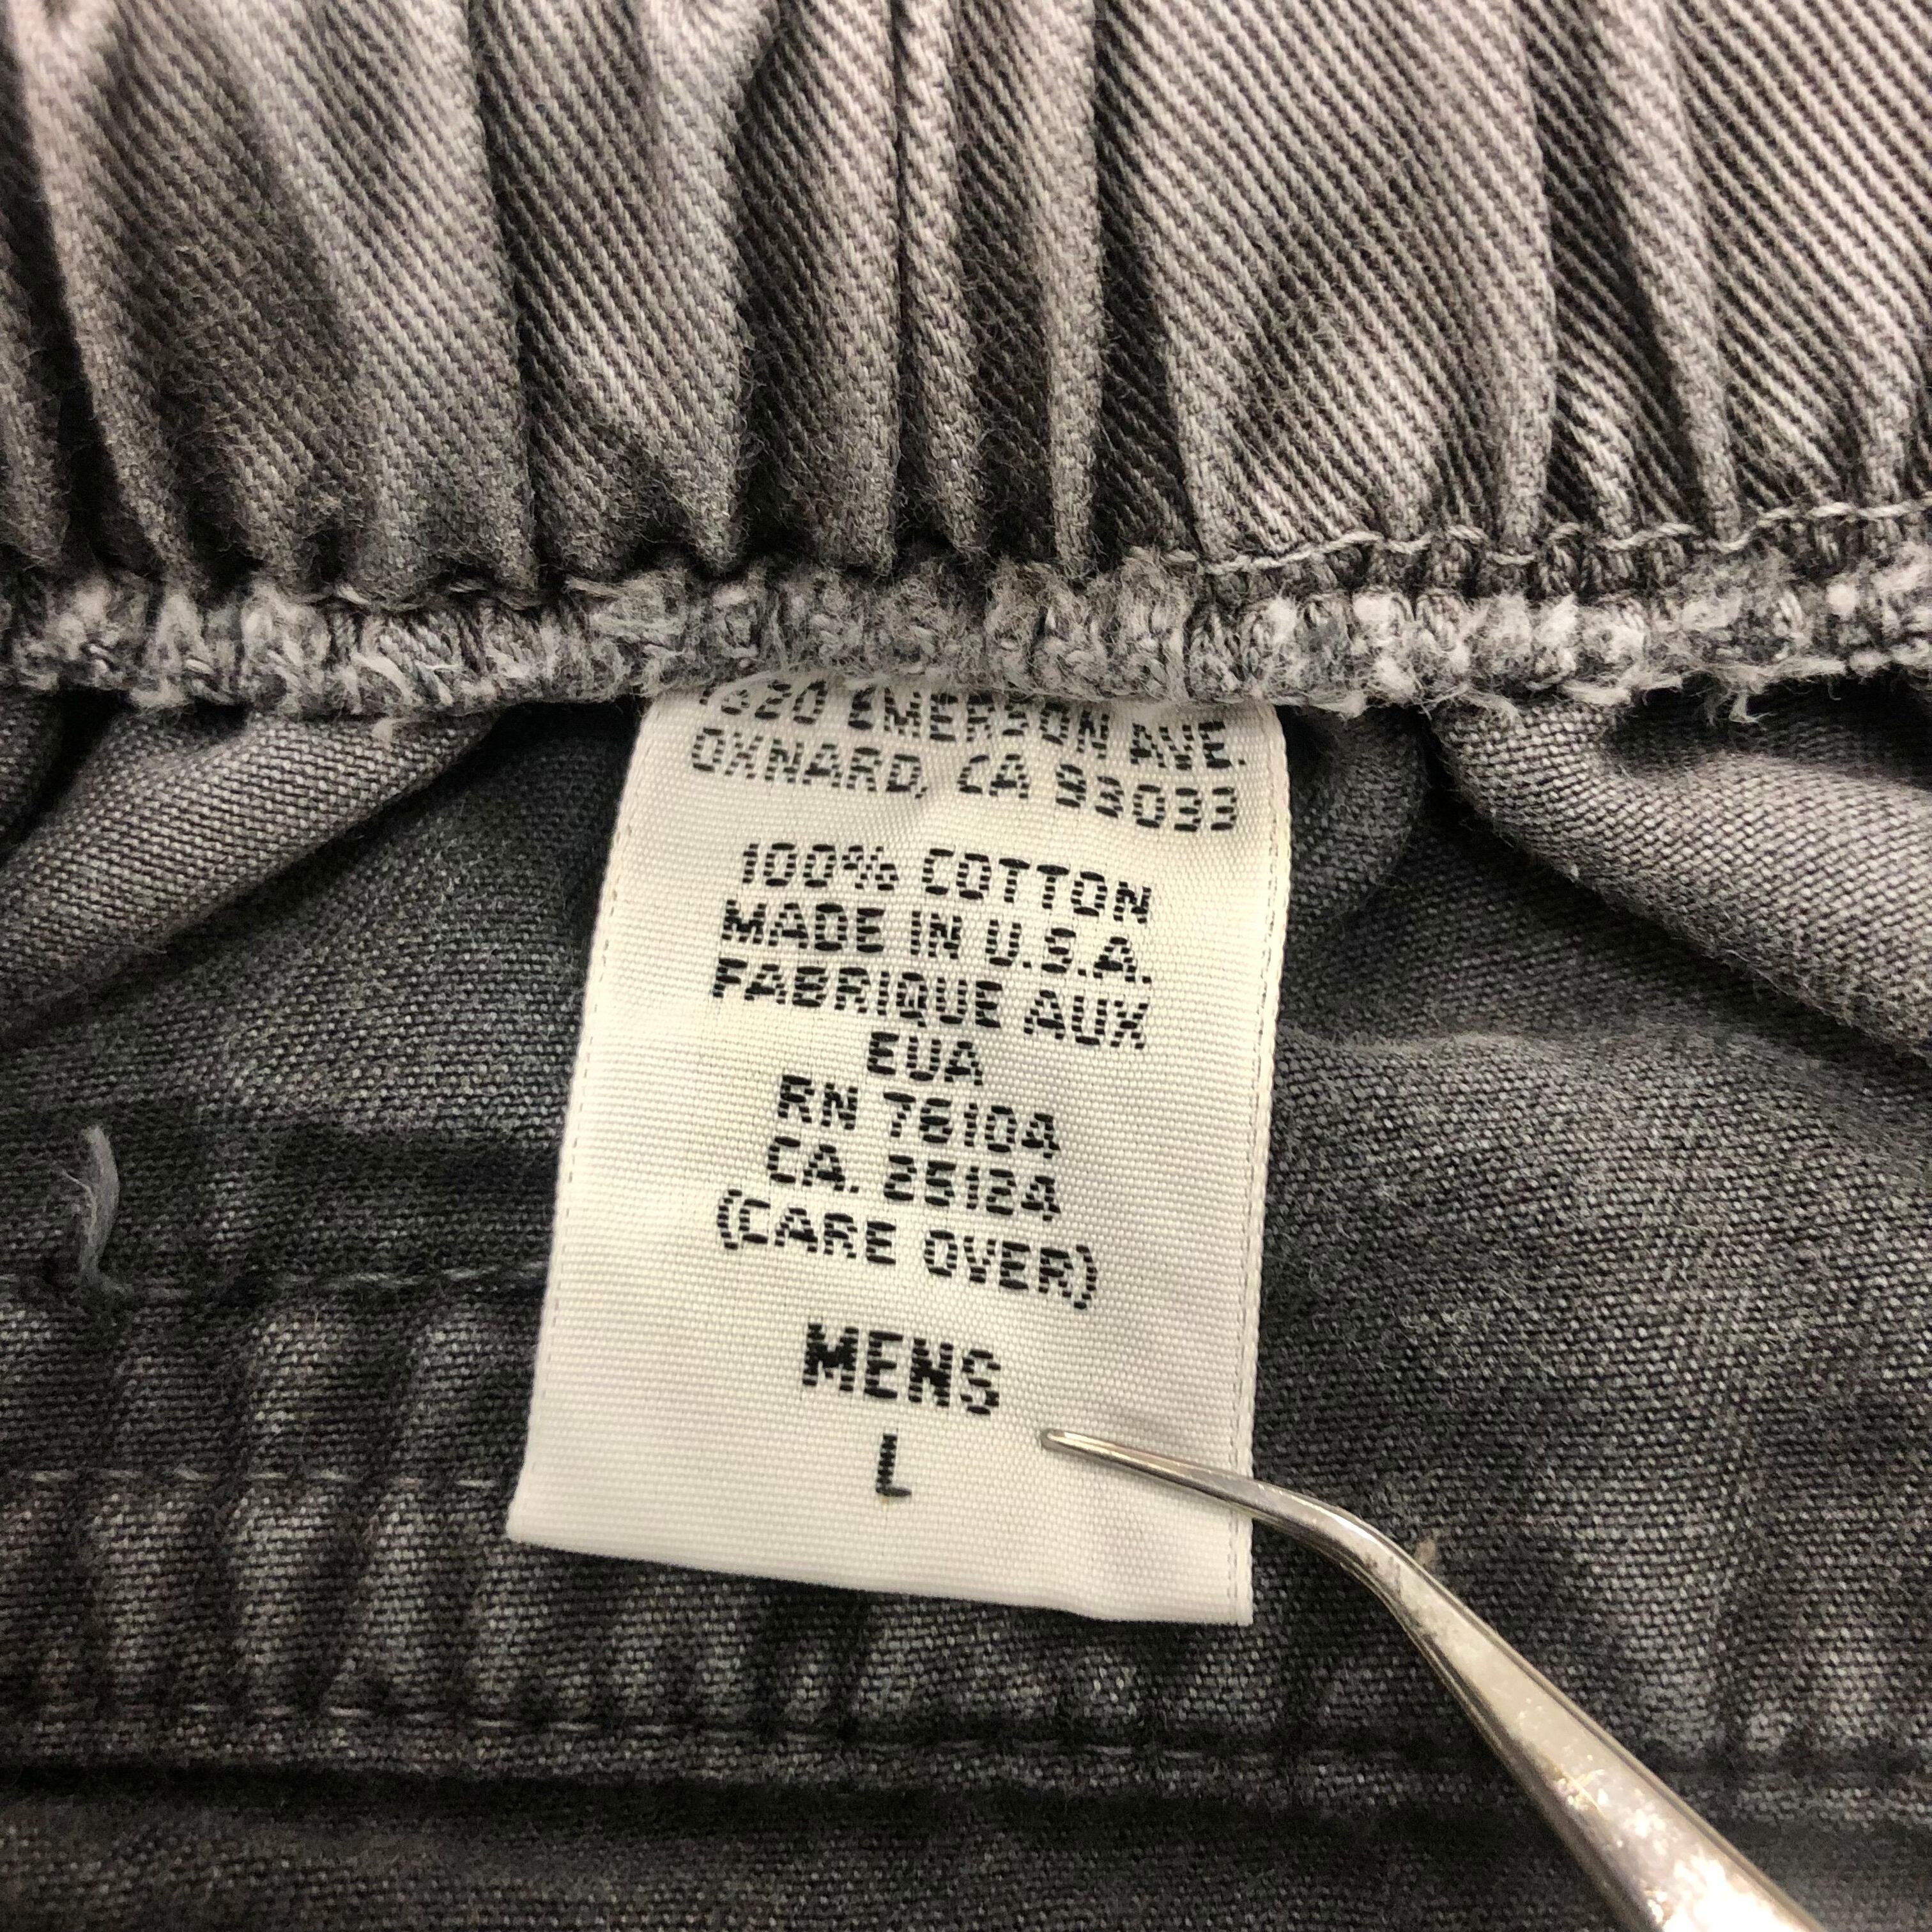 1820 EMERSON AVE.
OXNARD, CA 93033
100% COTTON
MADE IN U.S.A.
FABRIQUE AUX
EUA
RN 76104
CA. 25124
(CARE OVER)
MENS
L